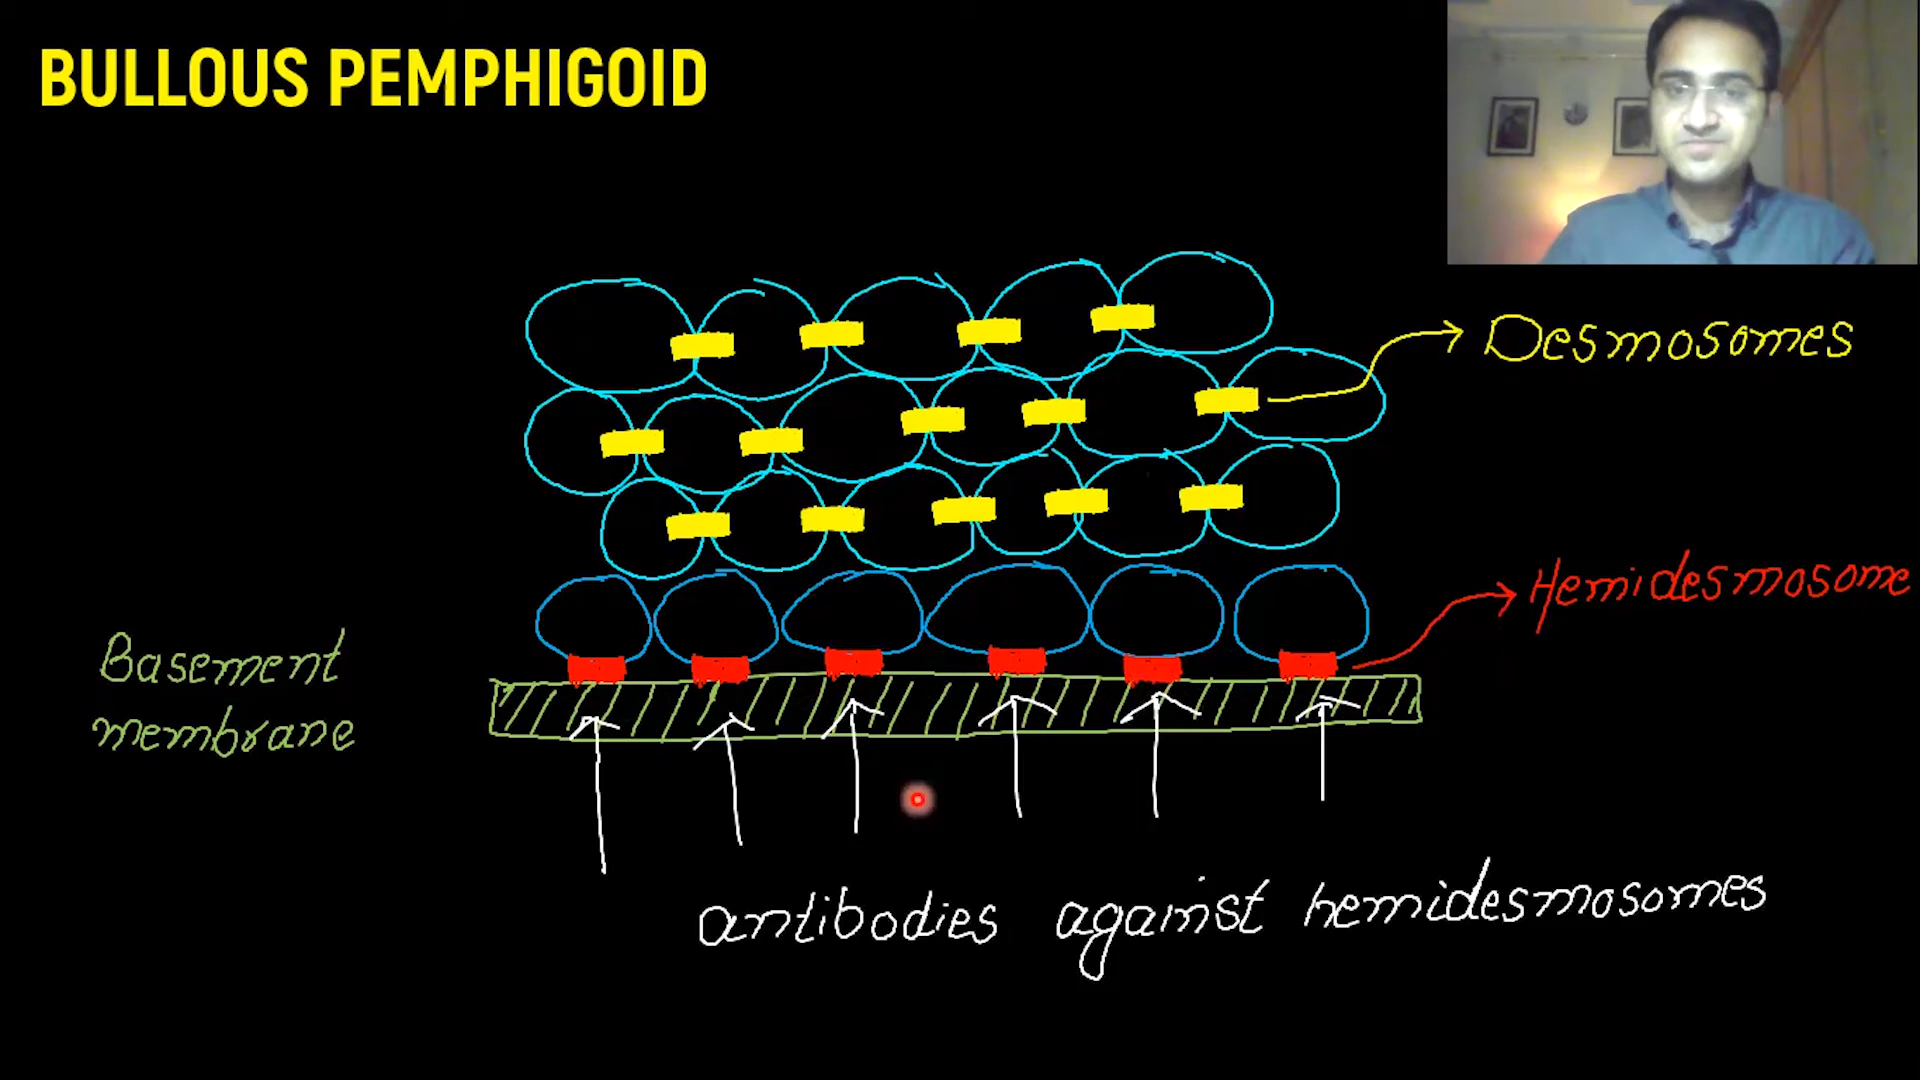 BULLOUS PEMPHIGOID
Desmosomes
Hemidesmosome
Basement
membrane
antibodies against hemidesmosomes